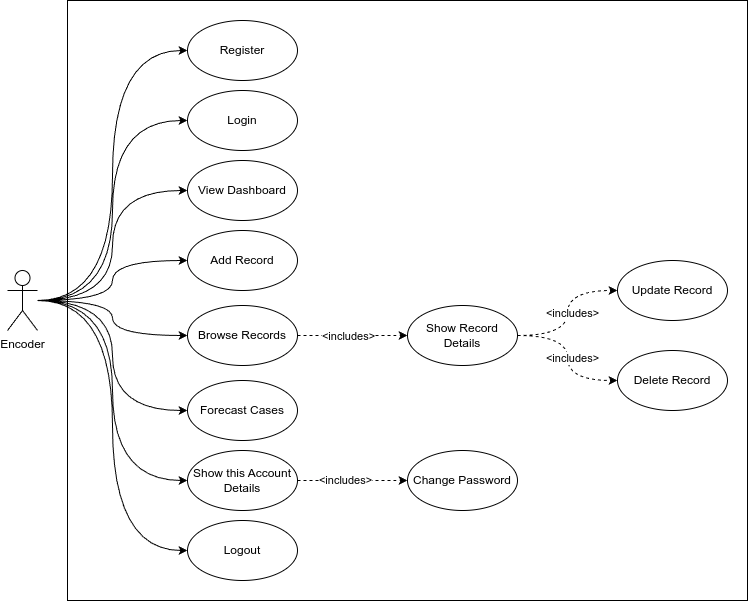 Register
Login
View Dashboard
Add Record
Encoder
Browse Records
<includes>
Show Record
Details
<includes>
Update Record
<includes>
Delete Record
Forecast Cases
Show this Account
Details
<includes>
Change Password
Logout